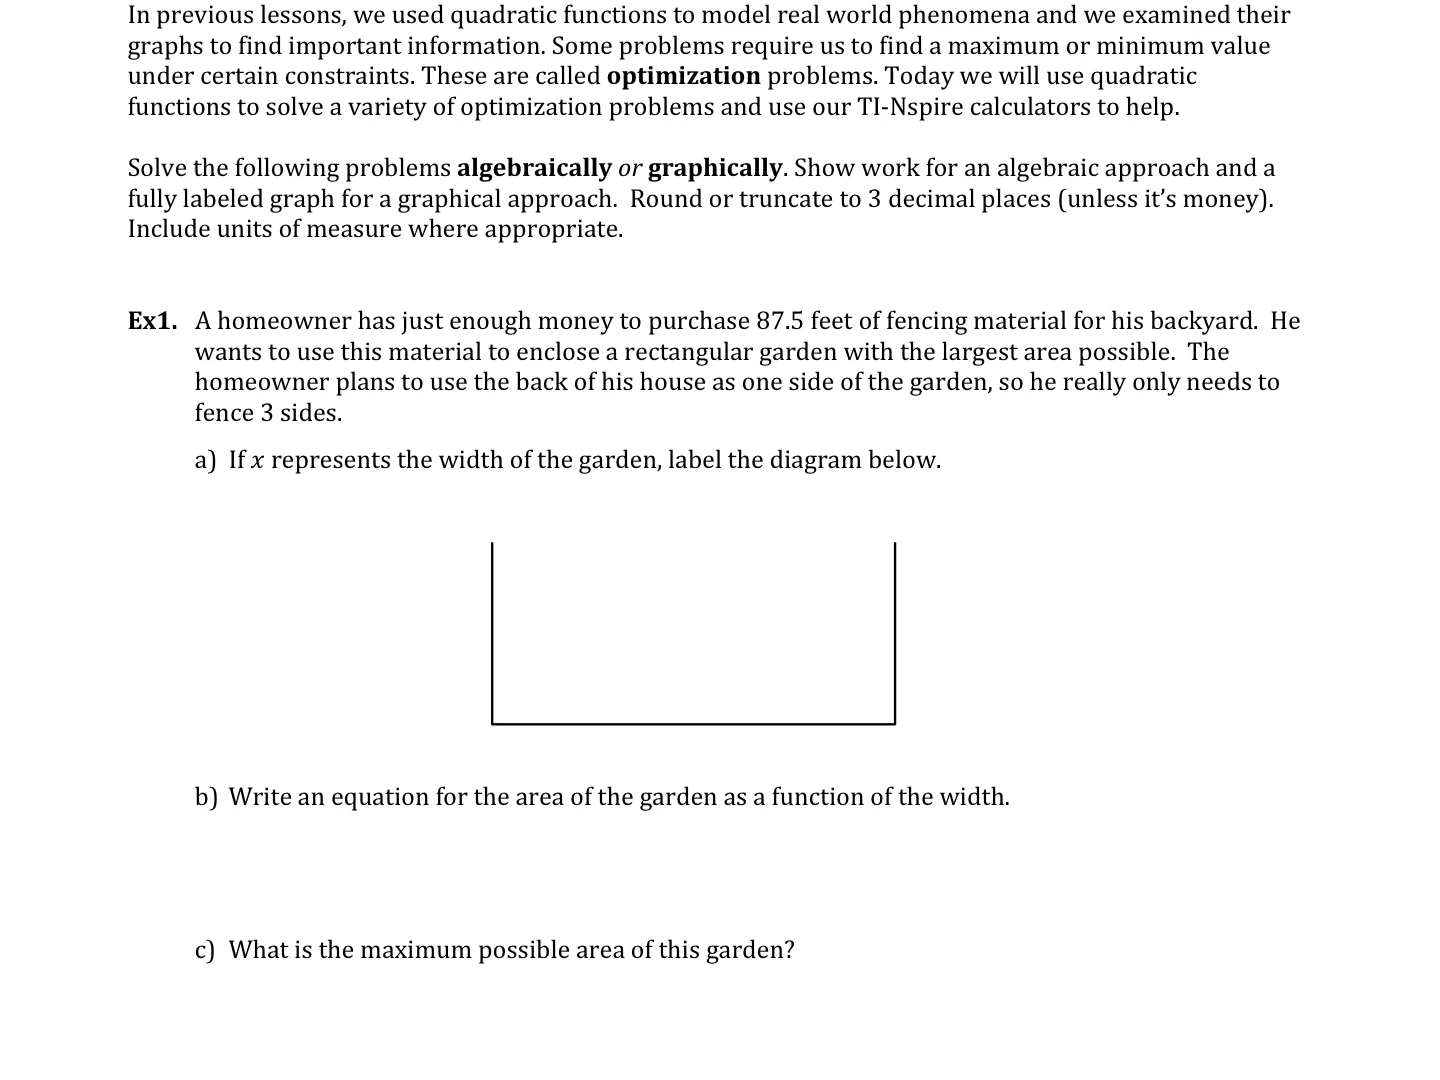 In previous lessons, we used quadratic functions to model real world phenomena and we examined their
graphs to find important information. Some problems require us to find a maximum or minimum value
under certain constraints. These are called optimization problems. Today we will use quadratic
functions to solve a variety of optimization problems and use our TI-Nspire calculators to help.
Solve the following problems algebraically or graphically. Show work for an algebraic approach and a
fully labeled graph for a graphical approach.  Round or truncate to 3 decimal places (unless it’s money).
Include units of measure where appropriate.
Ex1. A homeowner has just enough money to purchase 87.5 feet of fencing material for his backyard.  He
wants to use this material to enclose a rectangular garden with the largest area possible.  The
homeowner plans to use the back of his house as one side of the garden, so he really only needs to
fence 3 sides.
a) If x represents the width of the garden, label the diagram below.
b) Write an equation for the area of the garden as a function of the width.
c) What is the maximum possible area of this garden?